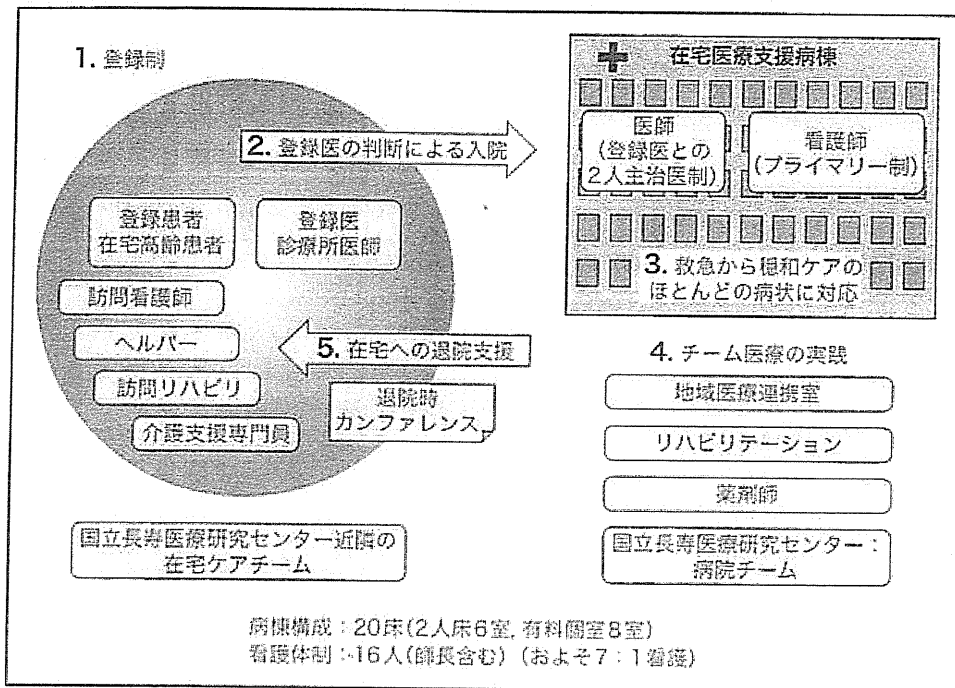 1. 登録制
2. 登録医の判断による入院
登録患者
在宅高齢患者
登録医
診療所医師
訪問看護師
ヘルパー
訪問リハビリ
介護支援専門員
5. 在宅への退院支援
退院時
カンファレンス
国立長寿医療研究センター近隣の
在宅ケアチーム
在宅医療支援病棟
医師
(登録医との
2人主治医制)
看護師
(プライマリー制)
3. 救急から穏和ケアの
ほとんどの病状に対応
4. チーム医療の実践
地域医療連携室
リハビリテーション
薬剤師
国立長寿医療研究センター：
病院チーム
病棟構成：20床(2人床6室, 有料個室8室)
看護体制：16人(師長含む) (およそ7：1看護)